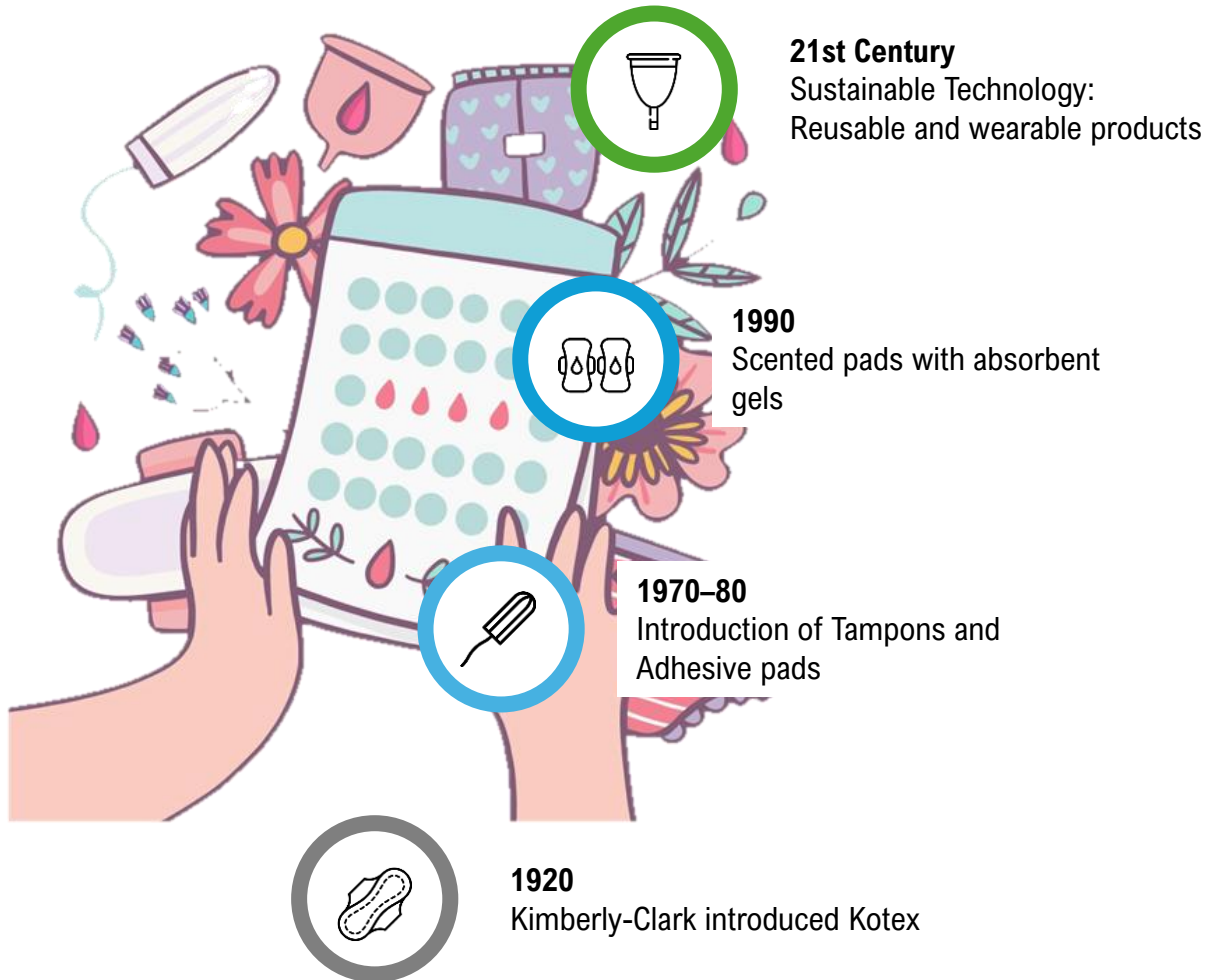 21st Century
Sustainable Technology:
Reusable and wearable products
1990
Scented pads with absorbent
gels
1970–80
Introduction of Tampons and
Adhesive pads
1920
Kimberly-Clark introduced Kotex